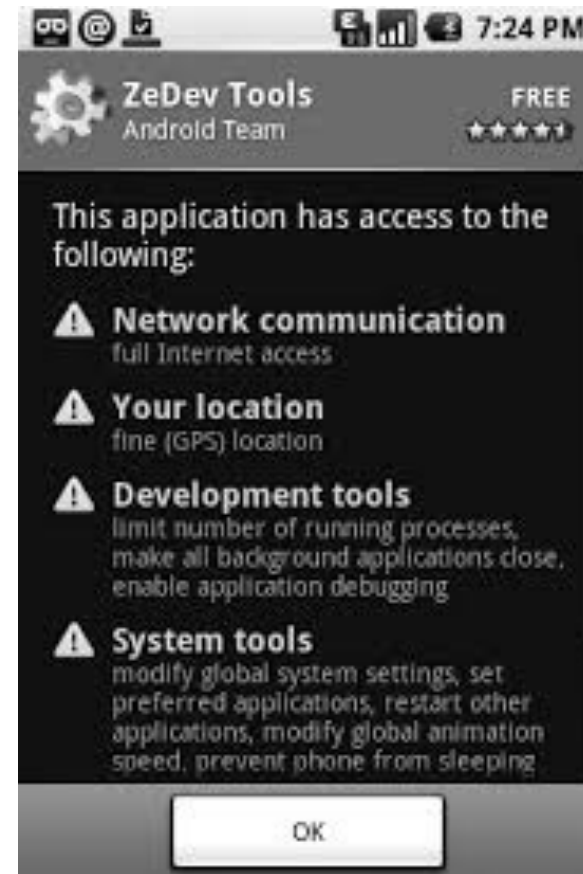 7:24 PM
ZeDev Tools
FREE
Android Team
This application has access to the
following:
Network communication
full Internet access
Your location
fine (GPS) location
Development tools
limit number of running processes,
make all background applications close,
enable application debugging
System tools
modify global system settings, set
preferred applications, restart other
applications, modify global animation
speed, prevent phone from sleeping
OK